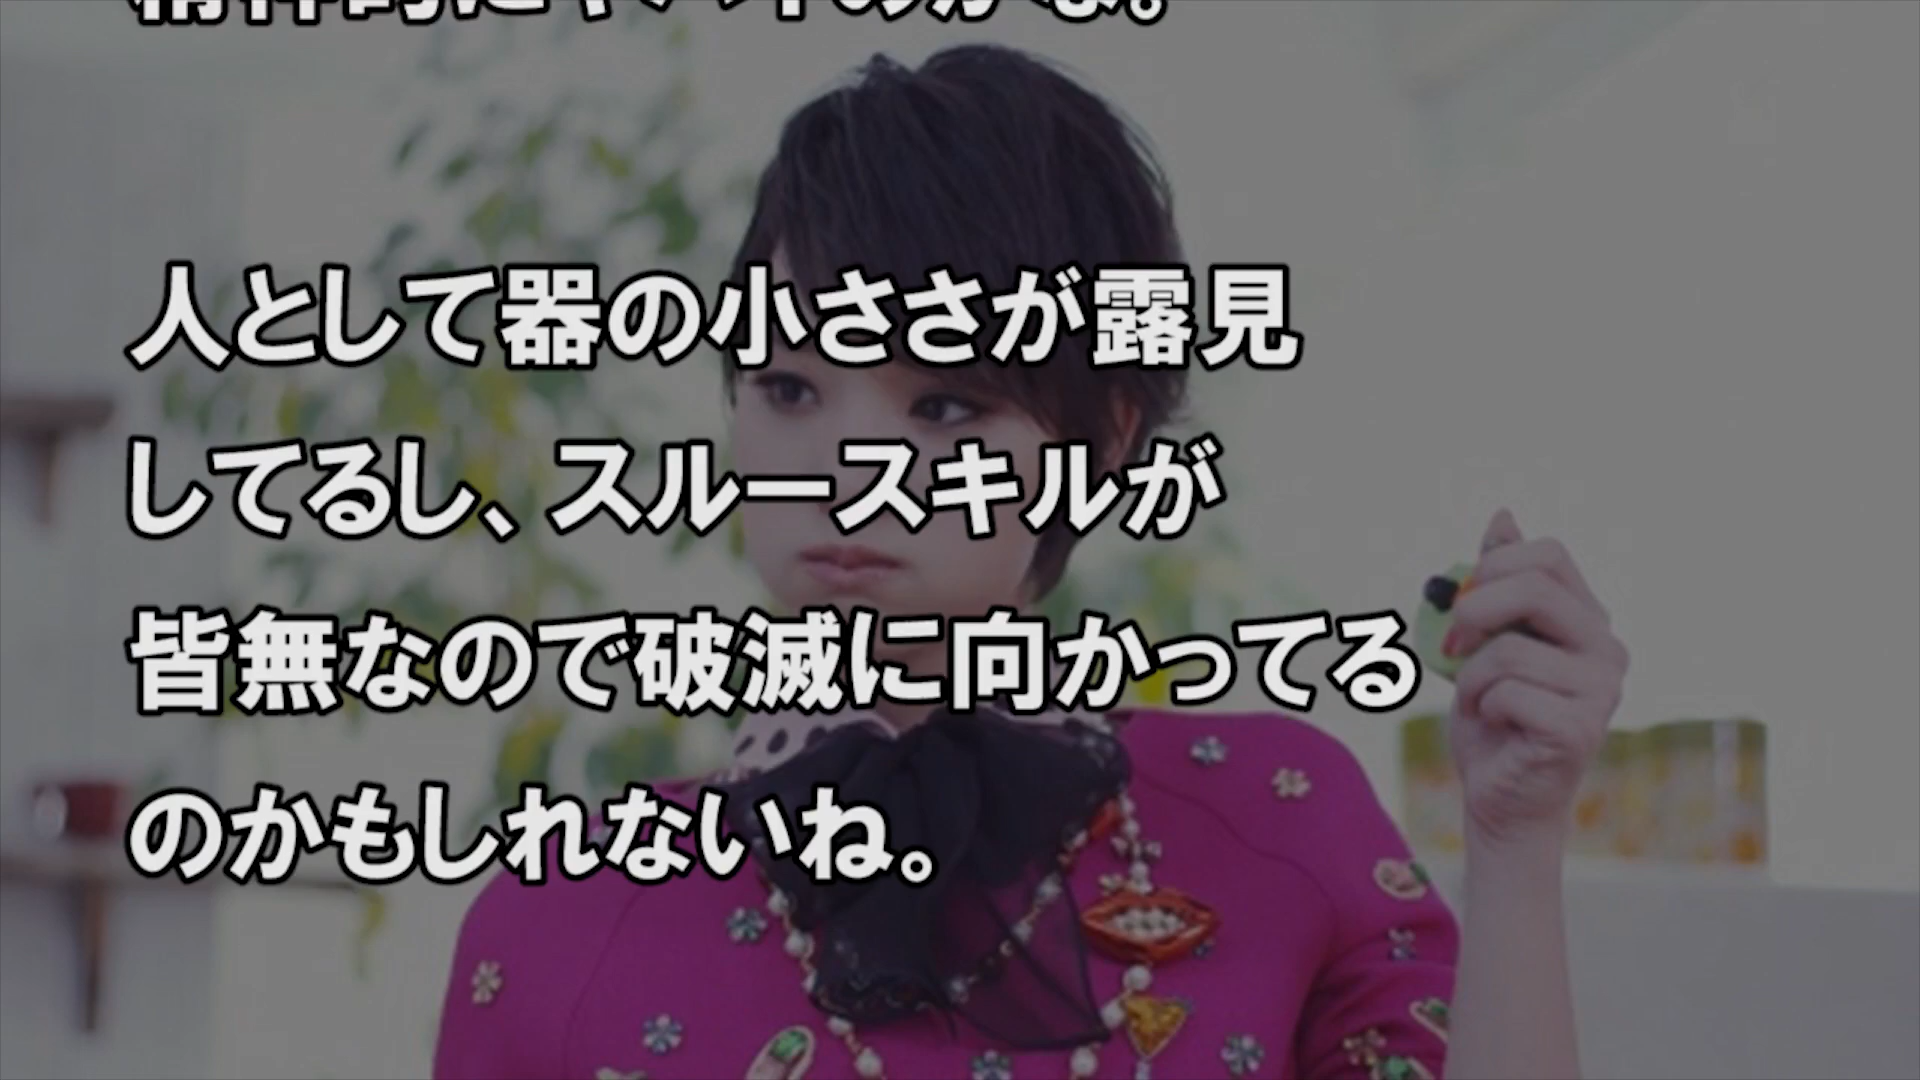 人として器の小ささが露見
してるし、スルースキルが
皆無なので破滅に向かってる
のかもしれないね。